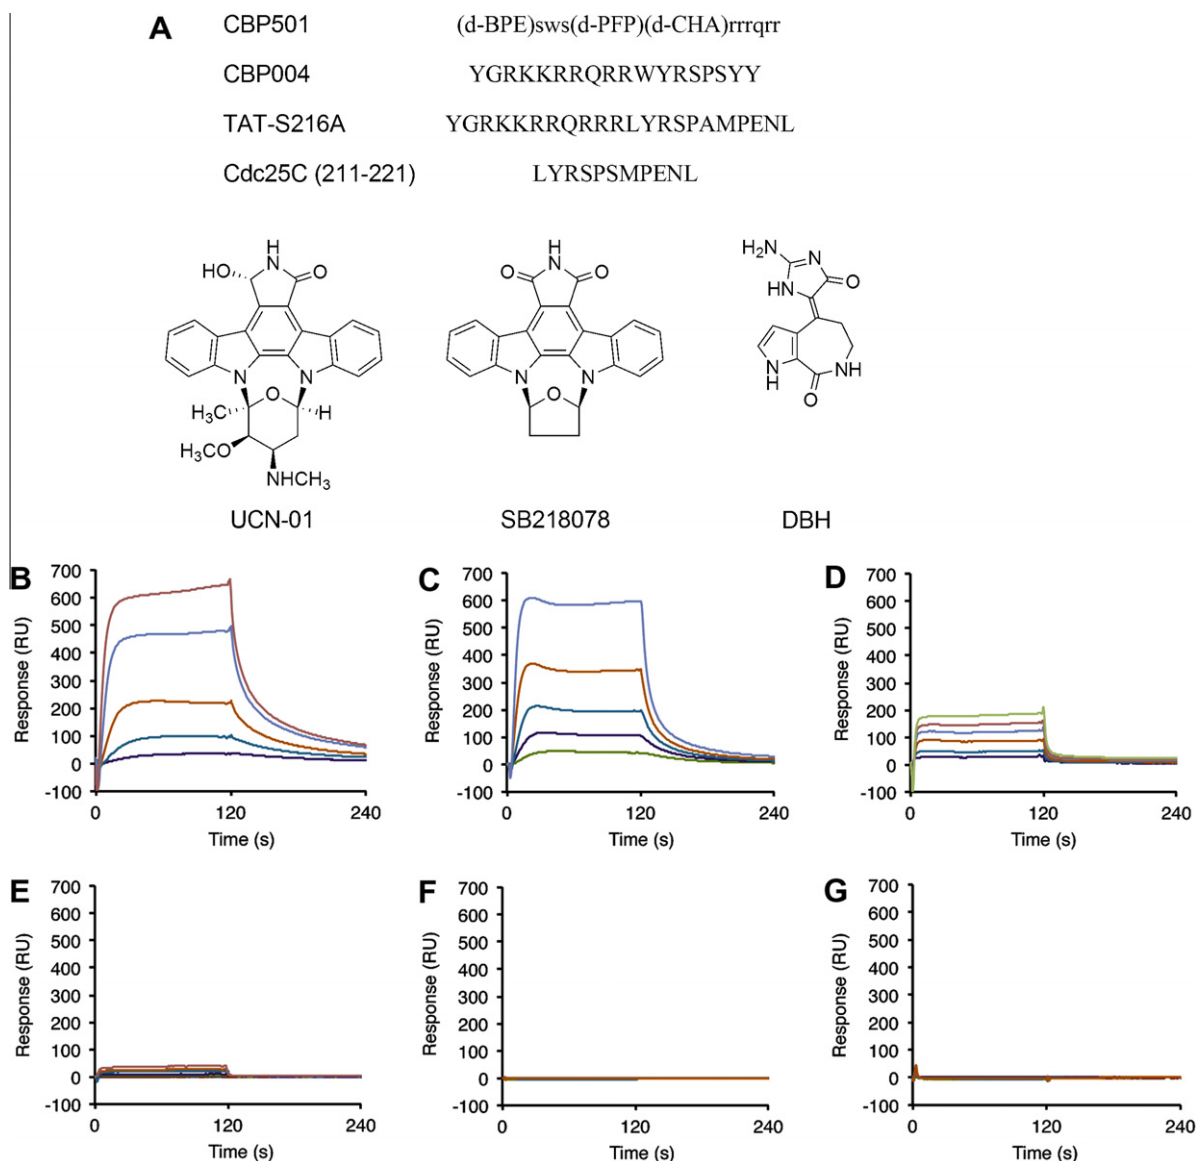 A
CBP501 (d-BPE)sws(d-PFP)(d-CHA)rrrqrr
CBP004 YGRKKRRQRRWYRSPSYY
TAT-S216A YGRKKRRQRRRLYRSPAMPENL
Cdc25C (211-221) LYRSPSMPENL
H
N
HO
O
N
N
O
H3C
H
H3CO
NHCH3
H
N
O
O
N
N
O
H2N
N
HN
O
N
H
NH
O
UCN-01 SB218078 DBH
B
700
600
500
400
300
200
100
0
-100
Response (RU)
0 120 240
Time (s)
C
700
600
500
400
300
200
100
0
-100
Response (RU)
0 120 240
Time (s)
D
700
600
500
400
300
200
100
0
-100
Response (RU)
0 120 240
Time (s)
E
700
600
500
400
300
200
100
0
-100
Response (RU)
0 120 240
Time (s)
F
700
600
500
400
300
200
100
0
-100
Response (RU)
0 120 240
Time (s)
G
700
600
500
400
300
200
100
0
-100
Response (RU)
0 120 240
Time (s)